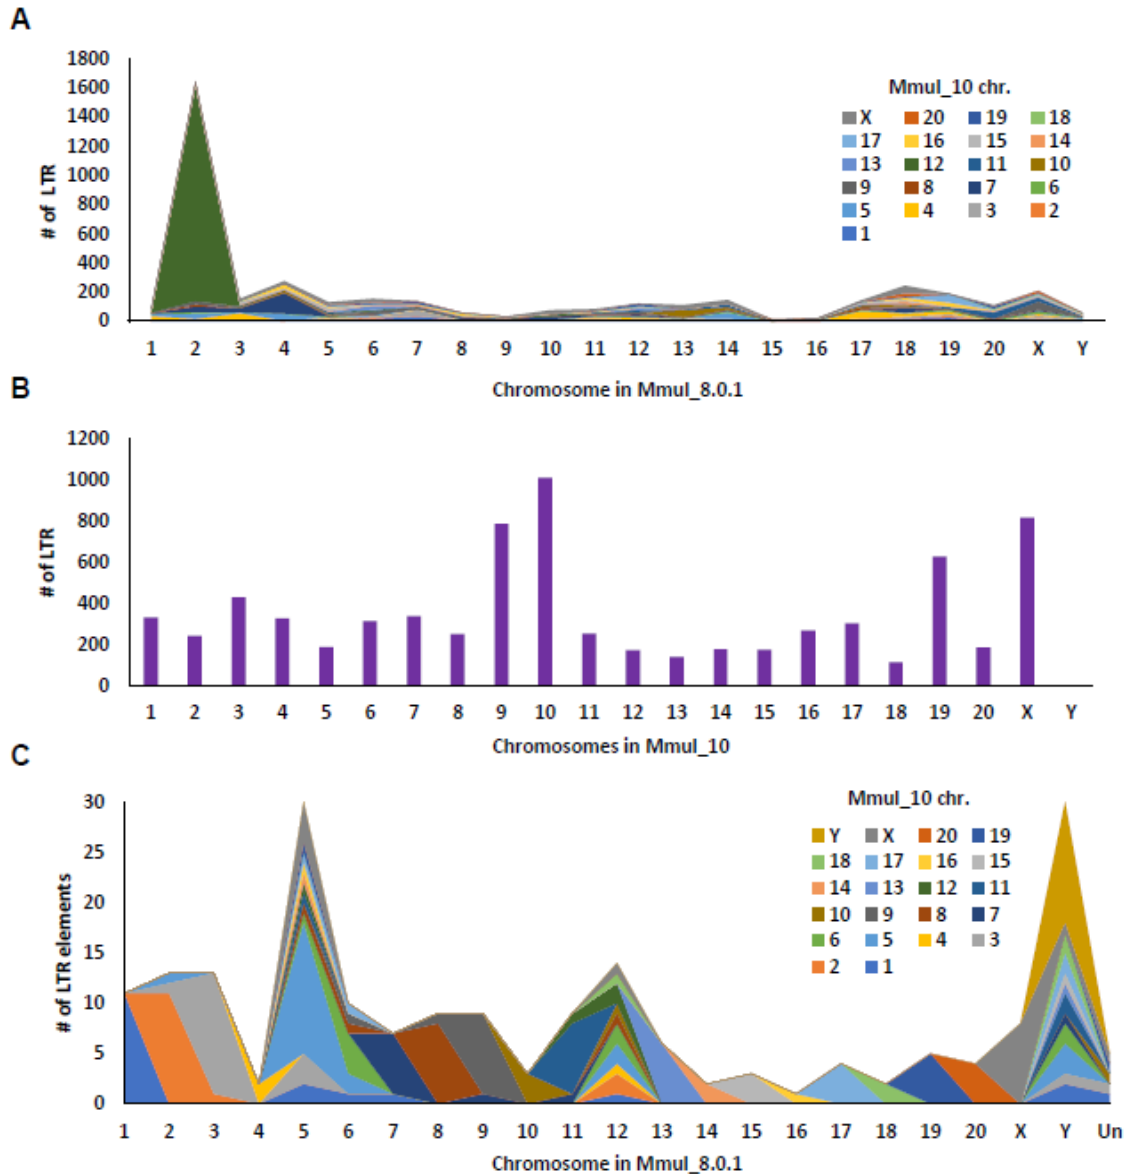 A
1800
1600
1400
1200
1000
800
600
400
200
0
# of LTR
Mmul_10 chr.
X 20 19 18
17 16 15 14
13 12 11 10
9 8 7 6
5 4 3 2
1
1 2 3 4 5 6 7 8 9 10 11 12 13 14 15 16 17 18 19 20 X Y
Chromosome in Mmul_8.0.1
B
1200
1000
800
600
400
200
0
# of LTR
1 2 3 4 5 6 7 8 9 10 11 12 13 14 15 16 17 18 19 20 X Y
Chromosomes in Mmul_10
C
30
25
20
15
10
5
0
# of LTR elements
Mmul_10 chr.
Y X 20 19
18 17 16 15
14 13 12 11
10 9 8 7
6 5 4 3
2 1
1 2 3 4 5 6 7 8 9 10 11 12 13 14 15 16 17 18 19 20 X Y Un
Chromosome in Mmul_8.0.1